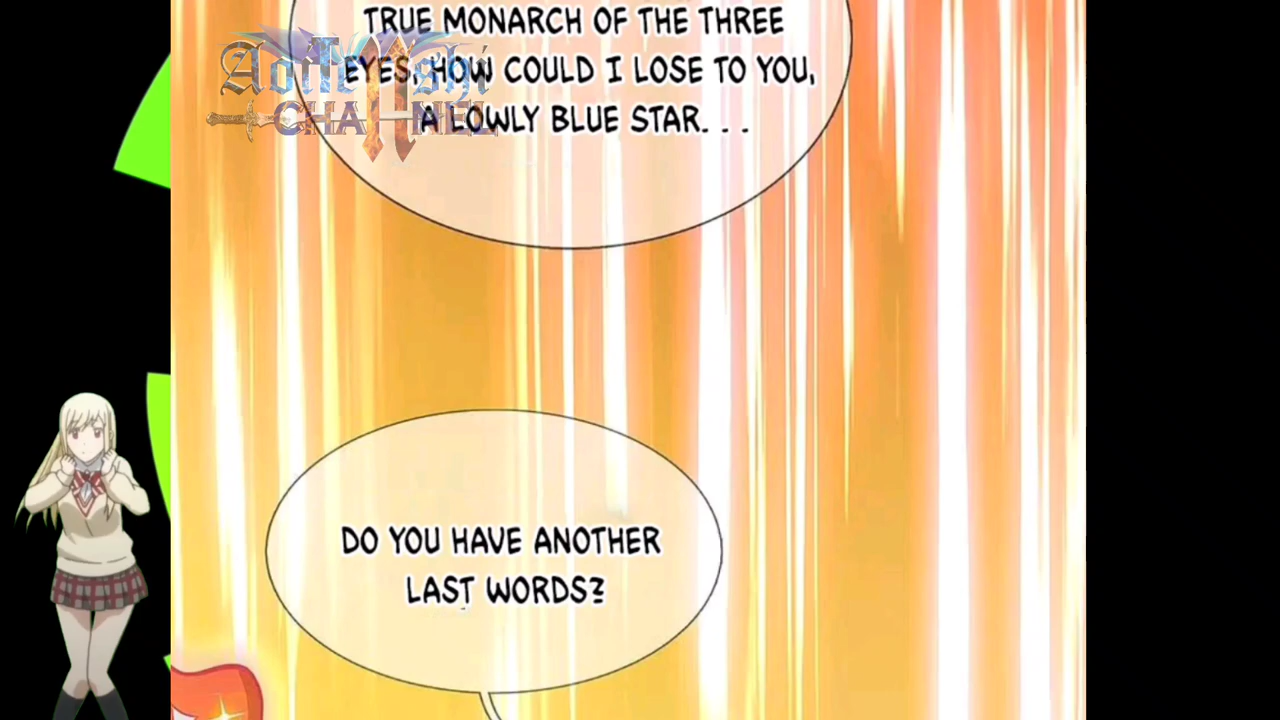 TRUE MONARCH OF THE THREE
EYES, HOW COULD I LOSE TO YOU,
A LOWLY BLUE STAR. . .
CHANNEL
DO YOU HAVE ANOTHER
LAST WORDS?